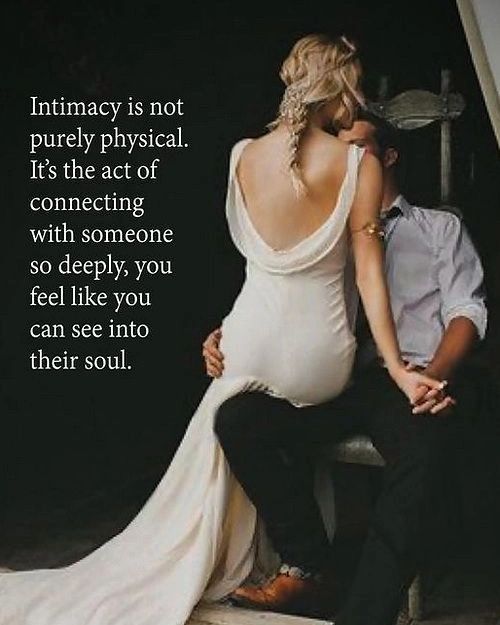 Intimacy is not
purely physical.
It's the act of
connecting
with someone
so deeply, you
feel like you
can see into
their soul.